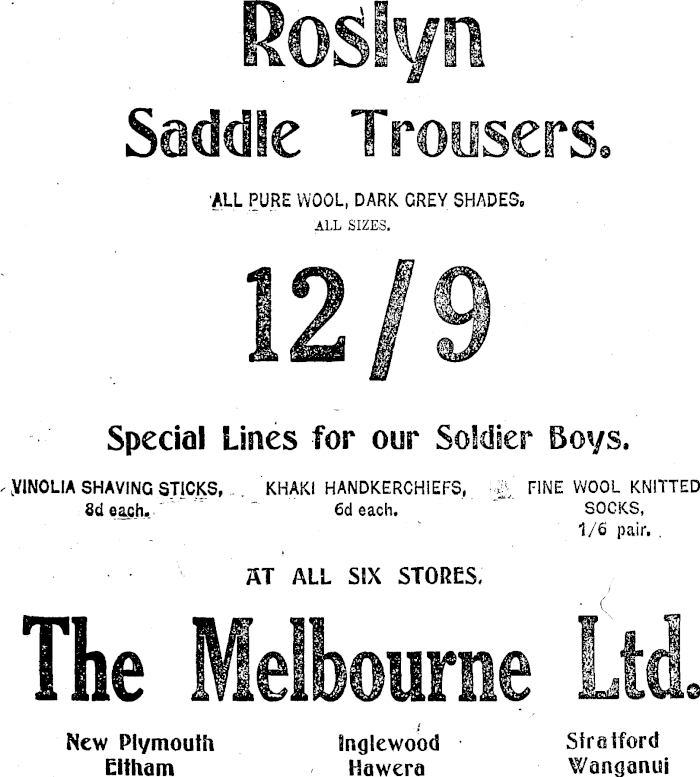 Roslyn
Saddle Trousers.
ALL PURE WOOL, DARK GREY SHADES.
ALL SIZES.
12/9
Special Lines for our Soldier Boys.
VINOLIA SHAVING STICKS,
8d each.
KHAKI HANDKERCHIEFS,
6d each.
FINE WOOL KNITTED
SOCKS,
1/6 pair.
AT ALL SIX STORES.
The Melbourne Ltd.
New Plymouth Inglewood Stratford
Eltham Hawera Wanganui